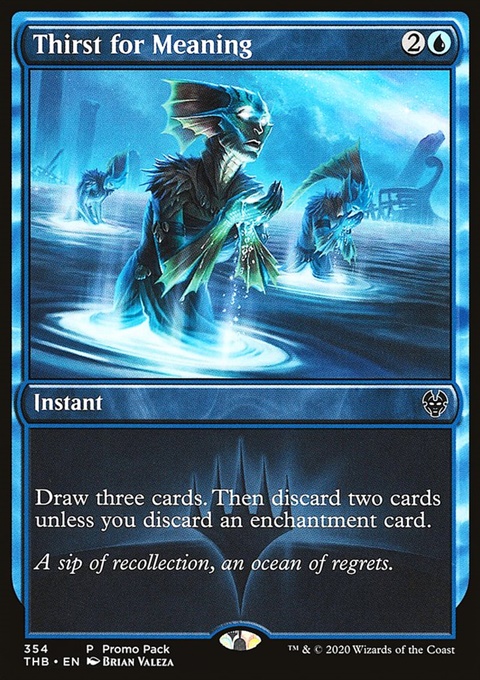 Thirst for Meaning 2
Instant
Draw three cards. Then discard two cards
unless you discard an enchantment card.
A sip of recollection, an ocean of regrets.
354 P Promo Pack ™ & © 2020 Wizards of the Coast
THB • EN Brian Valeza